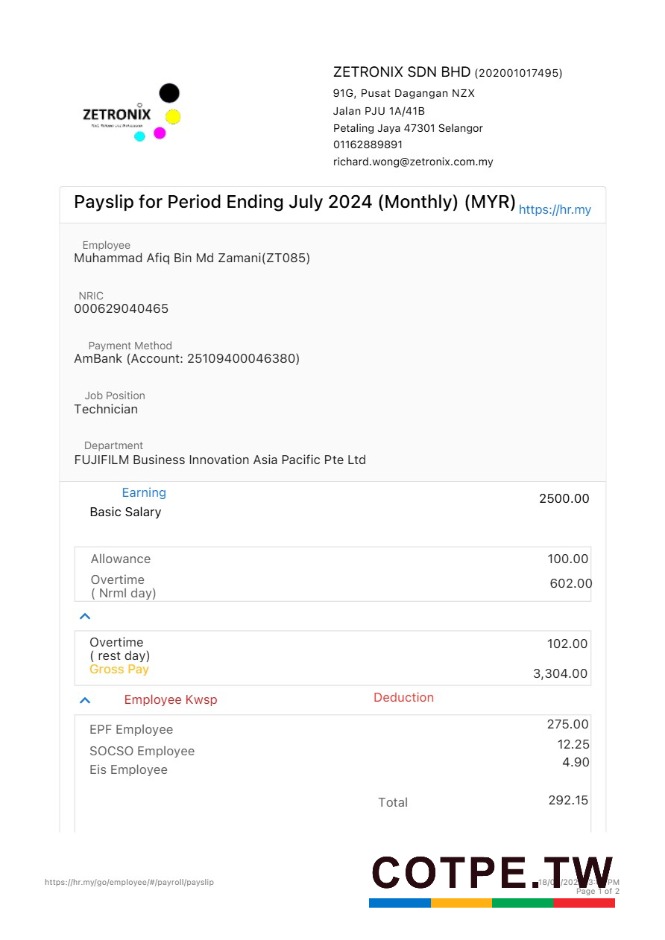 ZETRONIX SDN BHD (202001017495)
91G, Pusat Dagangan NZX
Jalan PJU 1A/41B
Petaling Jaya 47301 Selangor
01162889891
richard.wong@zetronix.com.my
ZETRONIX
Payslip for Period Ending July 2024 (Monthly) (MYR) https://hr.my
Employee
Muhammad Afiq Bin Md Zamani(ZT085)
NRIC
000629040465
Payment Method
AmBank (Account: 25109400046380)
Job Position
Technician
Department
FUJIFILM Business Innovation Asia Pacific Pte Ltd
Earning
Basic Salary 2500.00
Allowance 100.00
Overtime 602.00
( Nrml day)
Overtime 102.00
( rest day)
Gross Pay 3,304.00
Employee Kwsp Deduction
EPF Employee 275.00
SOCSO Employee 12.25
Eis Employee 4.90
Total 292.15
https://hr.my/go/employee/#/payroll/payslip
COTPE.TW
Page 1 of 2